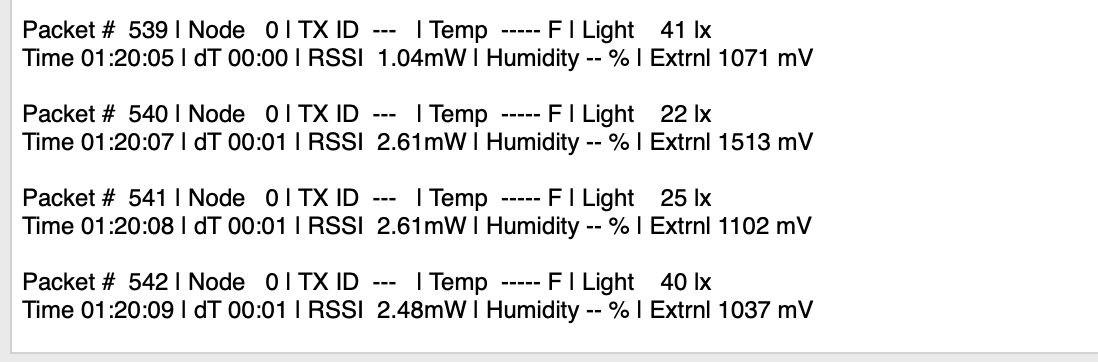 Packet #  539 | Node   0 | TX ID  ---   | Temp  ----- F | Light    41 lx
Time 01:20:05 | dT 00:00 | RSSI  1.04mW | Humidity -- % | Extrnl 1071 mV
Packet #  540 | Node   0 | TX ID  ---   | Temp  ----- F | Light    22 lx
Time 01:20:07 | dT 00:01 | RSSI  2.61mW | Humidity -- % | Extrnl 1513 mV
Packet #  541 | Node   0 | TX ID  ---   | Temp  ----- F | Light    25 lx
Time 01:20:08 | dT 00:01 | RSSI  2.61mW | Humidity -- % | Extrnl 1102 mV
Packet #  542 | Node   0 | TX ID  ---   | Temp  ----- F | Light    40 lx
Time 01:20:09 | dT 00:01 | RSSI  2.48mW | Humidity -- % | Extrnl 1037 mV